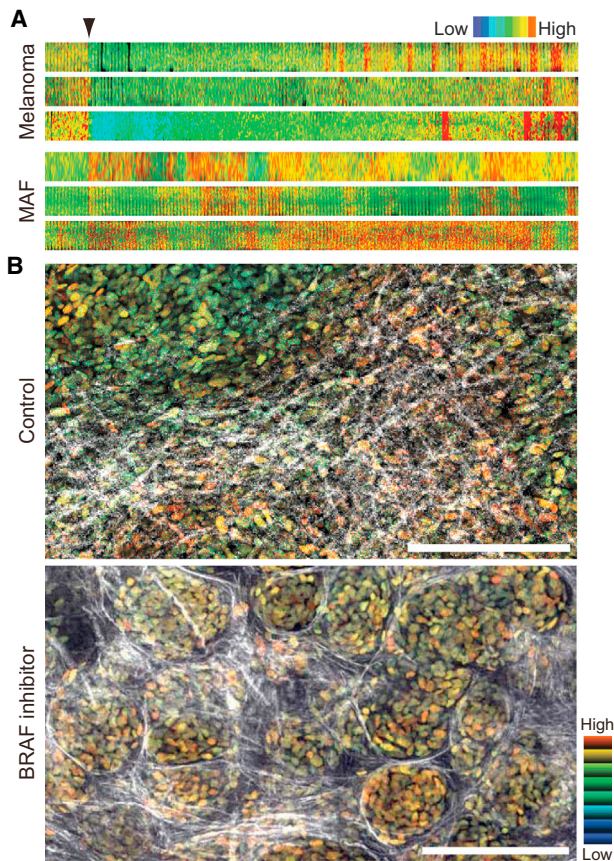 A
Low High
Melanoma
MAF
B
Control
BRAF inhibitor
High
Low